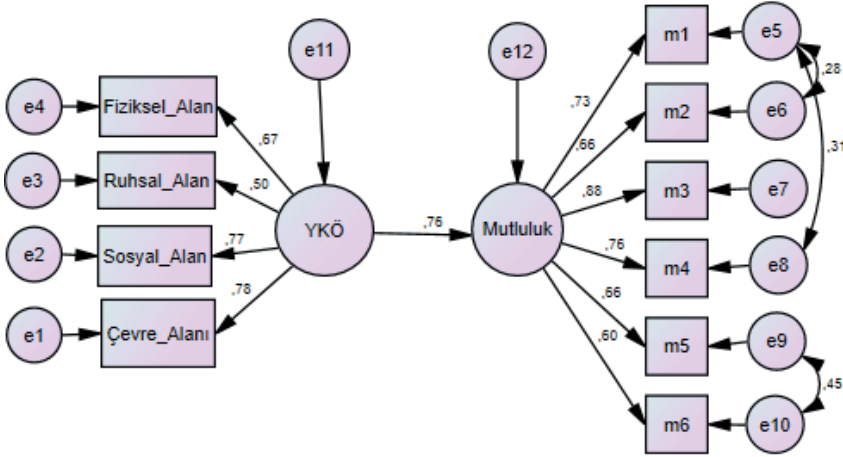 e11
e12
e4
Fiziksel_Alan
,67
e3
Ruhsal_Alan
,50
e2
Sosyal_Alan
,77
e1
Çevre_Alanı
,78
YKÖ
,76
Mutluluk
,73
m1
e5
,28
,66
m2
e6
,31
,88
m3
e7
,76
m4
e8
,66
m5
e9
,45
,60
m6
e10